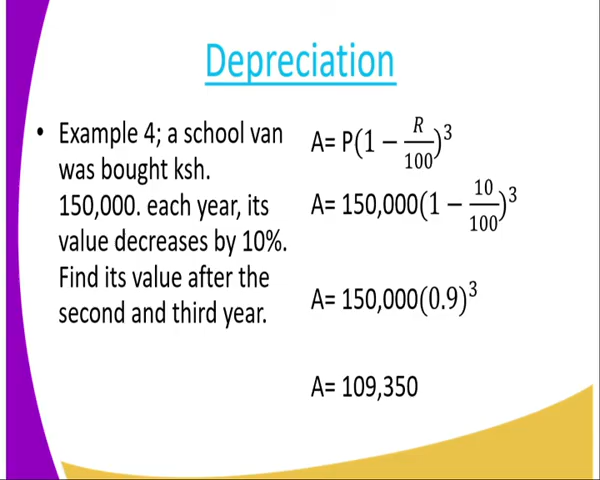 Depreciation
• Example 4; a school van
was bought ksh.
150,000. each year, its
value decreases by 10%.
Find its value after the
second and third year.
A= P(1 − R/100)³
A= 150,000(1 − 10/100)³
A= 150,000(0.9)³
A= 109,350